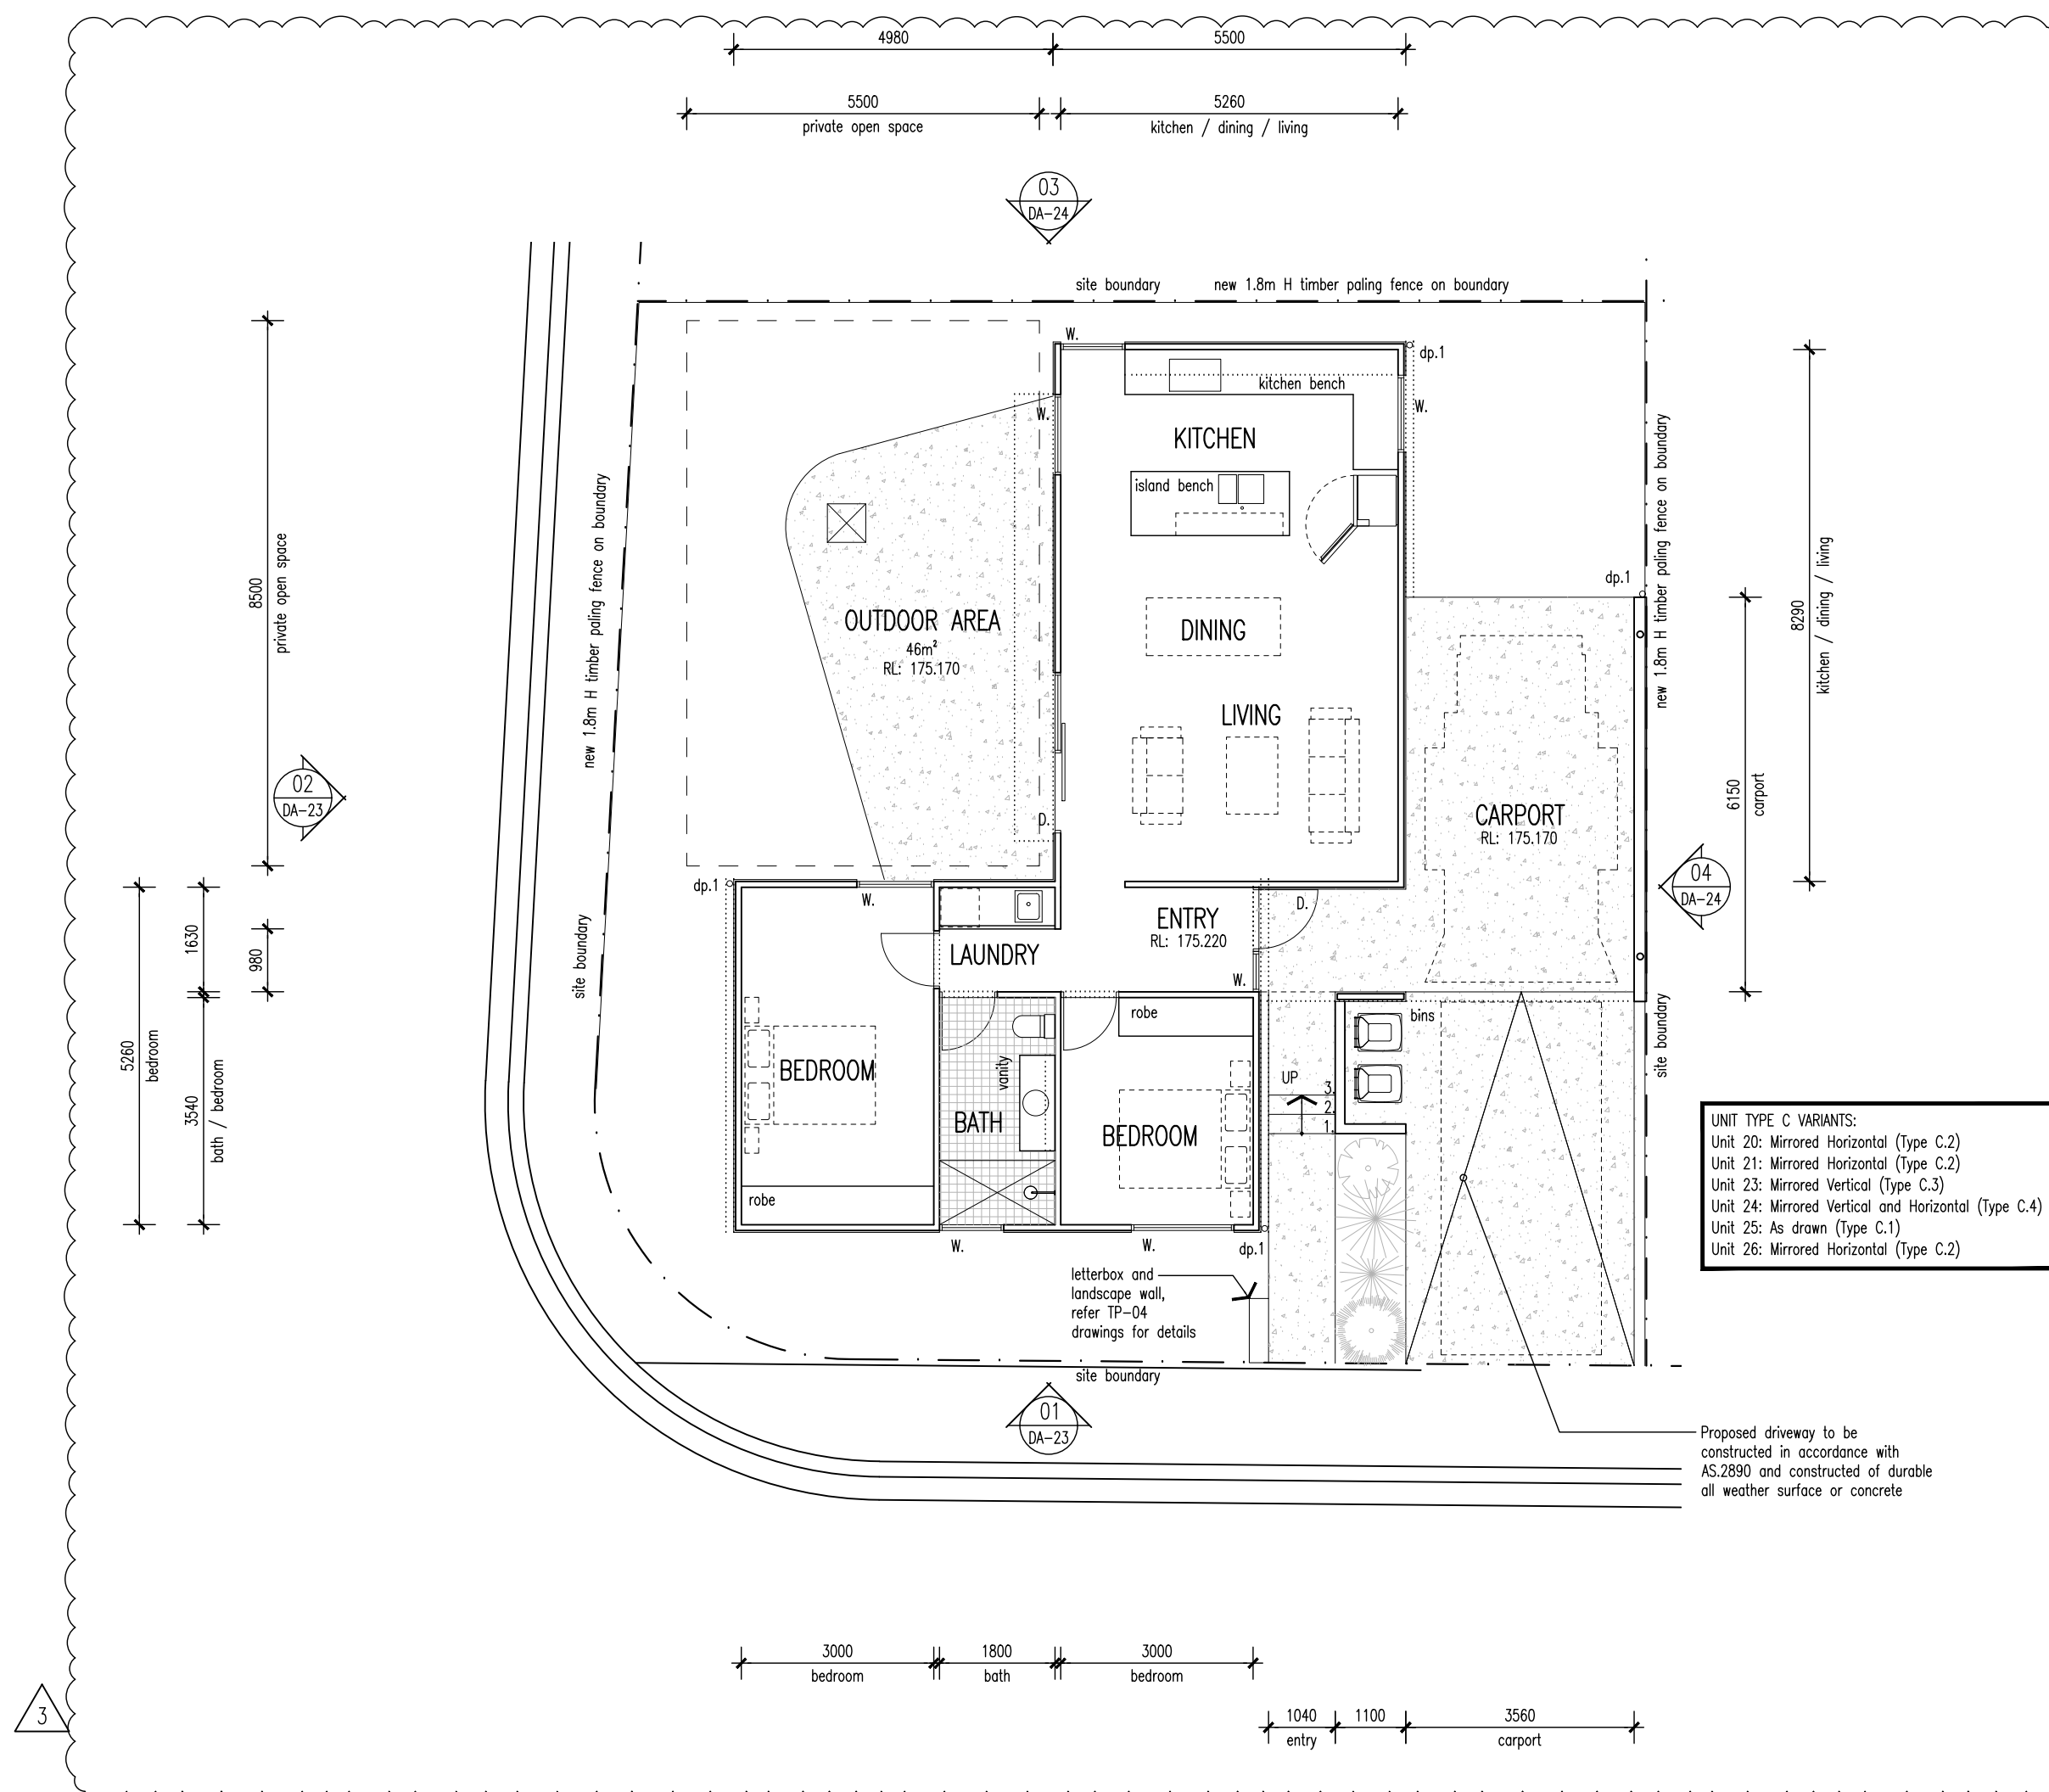 4980
5500
5500
private open space
5260
kitchen / dining / living
03
DA-24
site boundary
new 1.8m H timber paling fence on boundary
W.
dp.1
kitchen bench
W.
W.
KITCHEN
island bench
new 1.8m H timber paling fence on boundary
new 1.8m H timber paling fence on boundary
8500
private open space
8290
kitchen / dining / living
dp.1
OUTDOOR AREA
46m²
RL: 175.170
DINING
LIVING
02
DA-23
6150
carport
CARPORT
RL: 175.170
D.
04
DA-24
dp.1
W.
D.
ENTRY
RL: 175.220
LAUNDRY
W.
site boundary
1630
980
5260
bedroom
3540
bath / bedroom
robe
bins
site boundary
BEDROOM
vanity
UP
3.
2.
1.
BATH
BEDROOM
robe
W.
W.
dp.1
UNIT TYPE C VARIANTS:
Unit 20: Mirrored Horizontal (Type C.2)
Unit 21: Mirrored Horizontal (Type C.2)
Unit 23: Mirrored Vertical (Type C.3)
Unit 24: Mirrored Vertical and Horizontal (Type C.4)
Unit 25: As drawn (Type C.1)
Unit 26: Mirrored Horizontal (Type C.2)
letterbox and
landscape wall,
refer TP-04
drawings for details
site boundary
01
DA-23
Proposed driveway to be
constructed in accordance with
AS.2890 and constructed of durable
all weather surface or concrete
3000
bedroom
1800
bath
3000
bedroom
3
1040
entry
1100
3560
carport